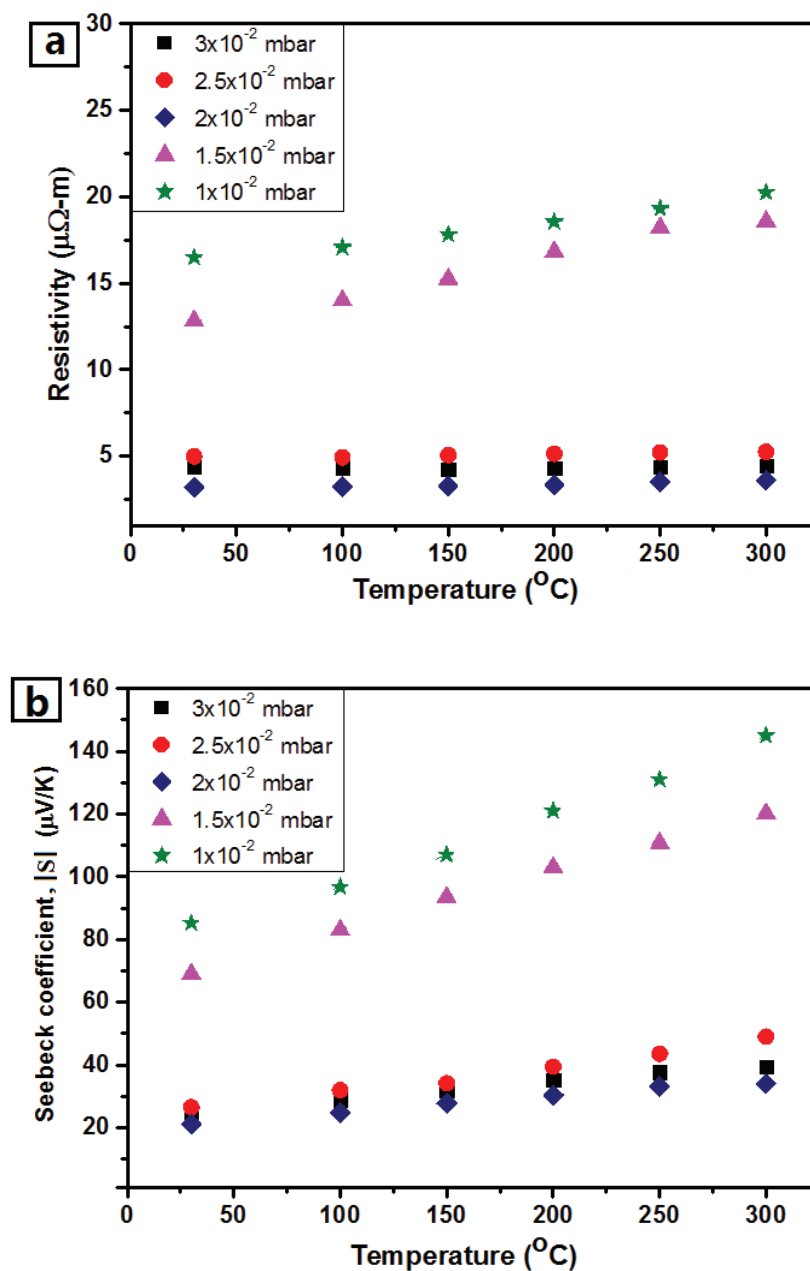 a
30
25
20
15
10
5
Resistivity (μΩ-m)
3x10⁻² mbar
2.5x10⁻² mbar
2x10⁻² mbar
1.5x10⁻² mbar
1x10⁻² mbar
0 50 100 150 200 250 300
Temperature (⁰C)
b
160
140
120
100
80
60
40
20
Seebeck coefficient, |S| (μV/K)
3x10⁻² mbar
2.5x10⁻² mbar
2x10⁻² mbar
1.5x10⁻² mbar
1x10⁻² mbar
0 50 100 150 200 250 300
Temperature (⁰C)